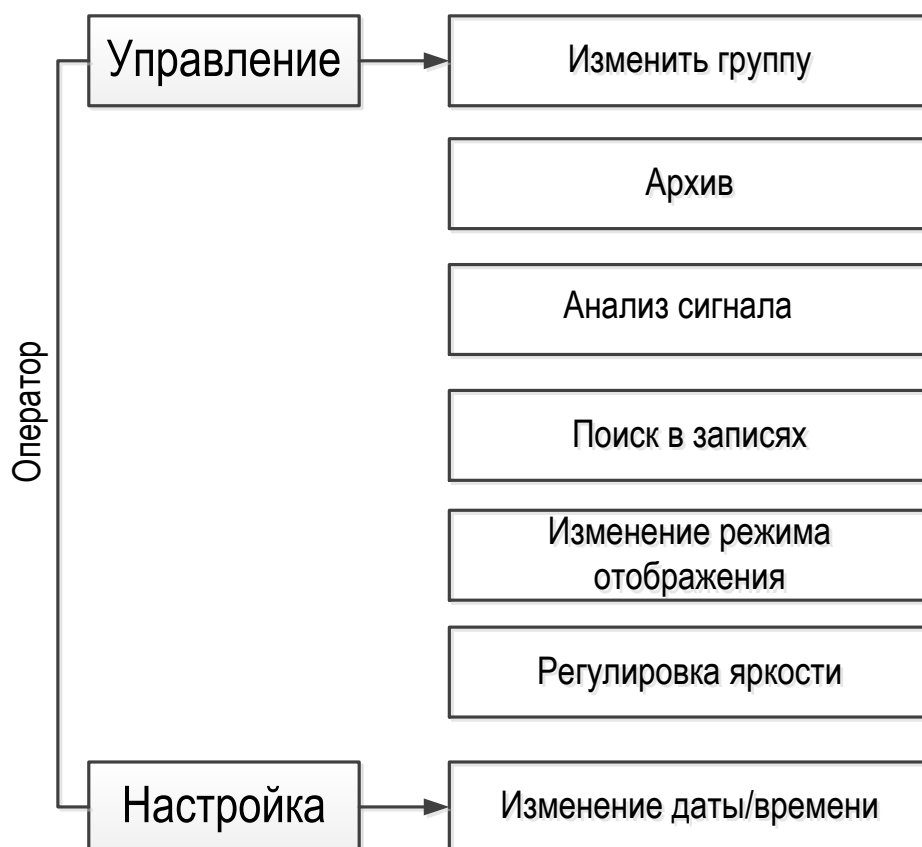 Управление
Изменить группу
Архив
Анализ сигнала
Оператор
Поиск в записях
Изменение режима
отображения
Регулировка яркости
Настройка
Изменение даты/времени